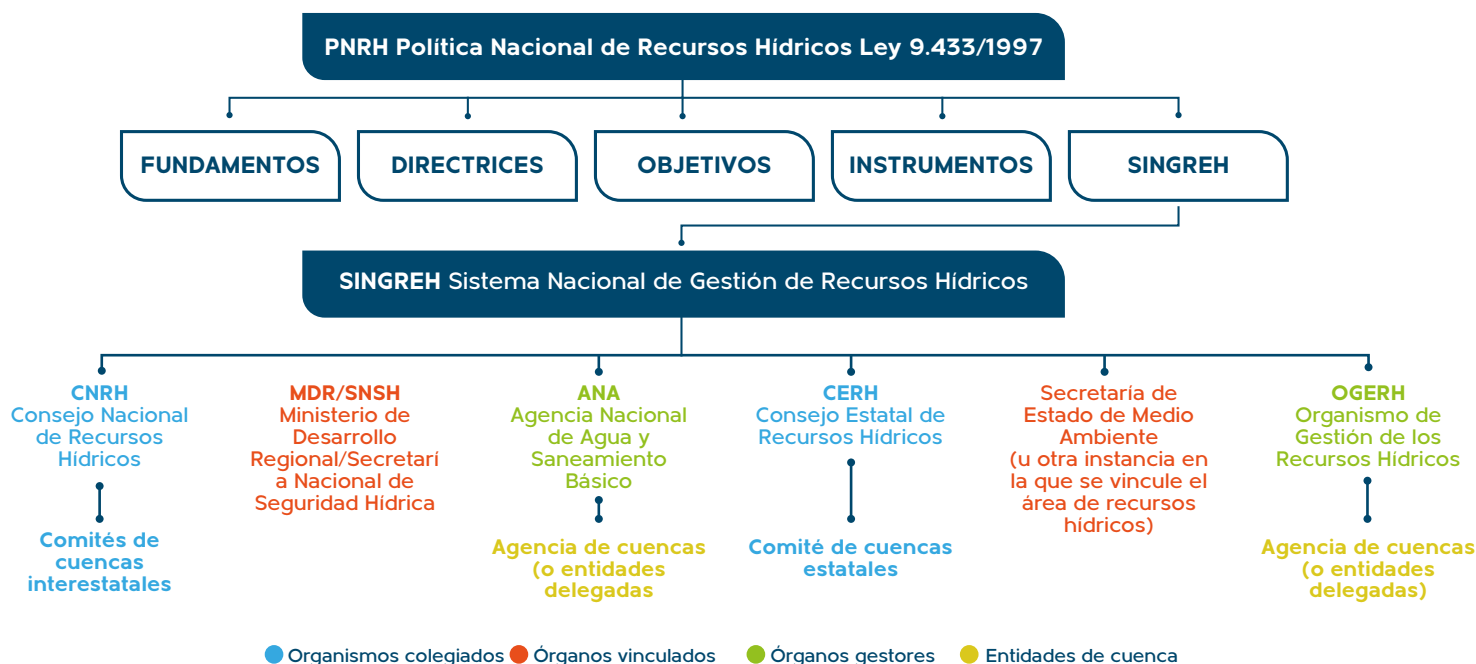 PNRH Política Nacional de Recursos Hídricos Ley 9.433/1997
FUNDAMENTOS
DIRECTRICES
OBJETIVOS
INSTRUMENTOS
SINGREH
SINGREH Sistema Nacional de Gestión de Recursos Hídricos
CNRH
Consejo Nacional
de Recursos
Hídricos
Comités de
cuencas
interestatales
MDR/SNSH
Ministerio de
Desarrollo
Regional/Secretarí
a Nacional de
Seguridad Hídrica
ANA
Agencia Nacional
de Agua y
Saneamiento
Básico
Agencia de cuencas
(o entidades
delegadas
CERH
Consejo Estatal de
Recursos Hídricos
Comité de cuencas
estatales
Secretaría de
Estado de Medio
Ambiente
(u otra instancia en
la que se vincule el
área de recursos
hídricos)
OGERH
Organismo de
Gestión de los
Recursos Hídricos
Agencia de cuencas
(o entidades
delegadas)
Organismos colegiados
Órganos vinculados
Órganos gestores
Entidades de cuenca